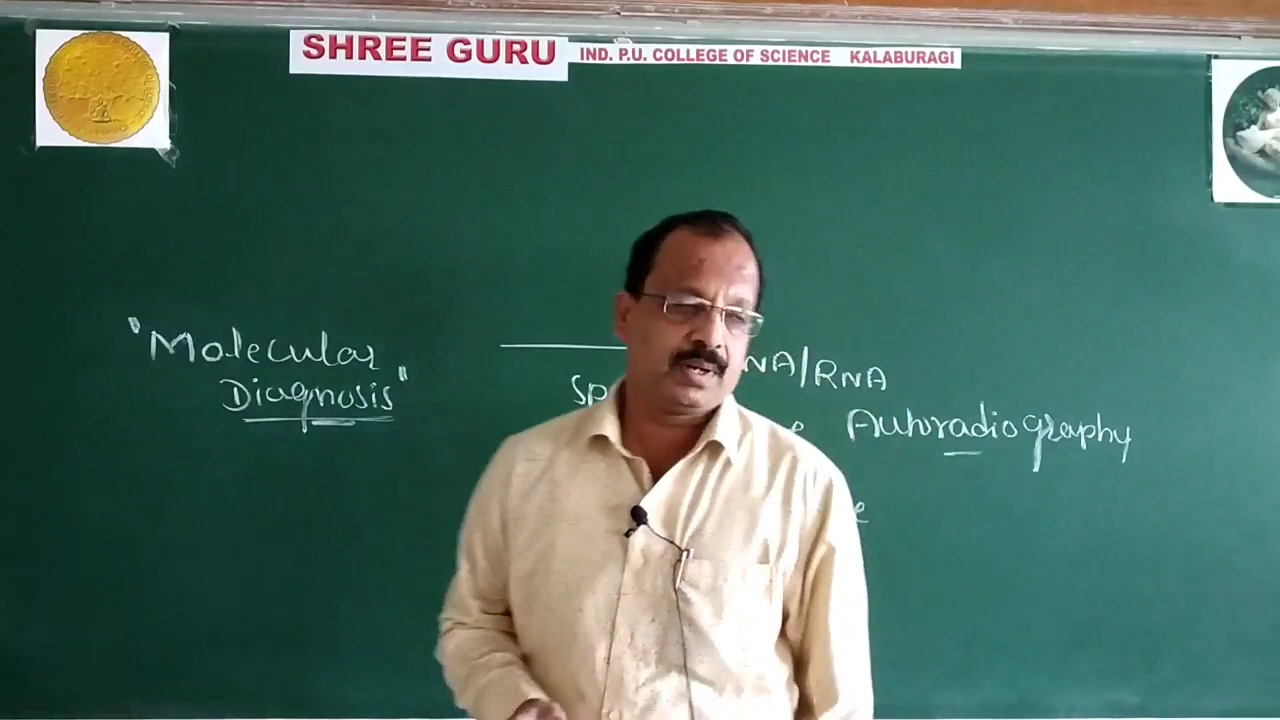 SHREE GURU IND. P.U. COLLEGE OF SCIENCE KALABURAGI
"Molecular
Diagnosis"
NA/RNA
Autoradiography